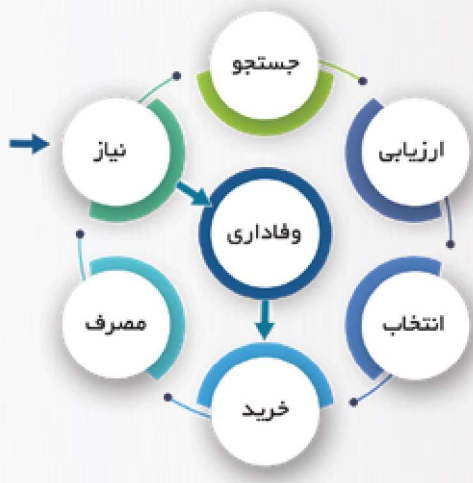 جستجو
نیاز
ارزیابی
وفاداری
مصرف
انتخاب
خرید